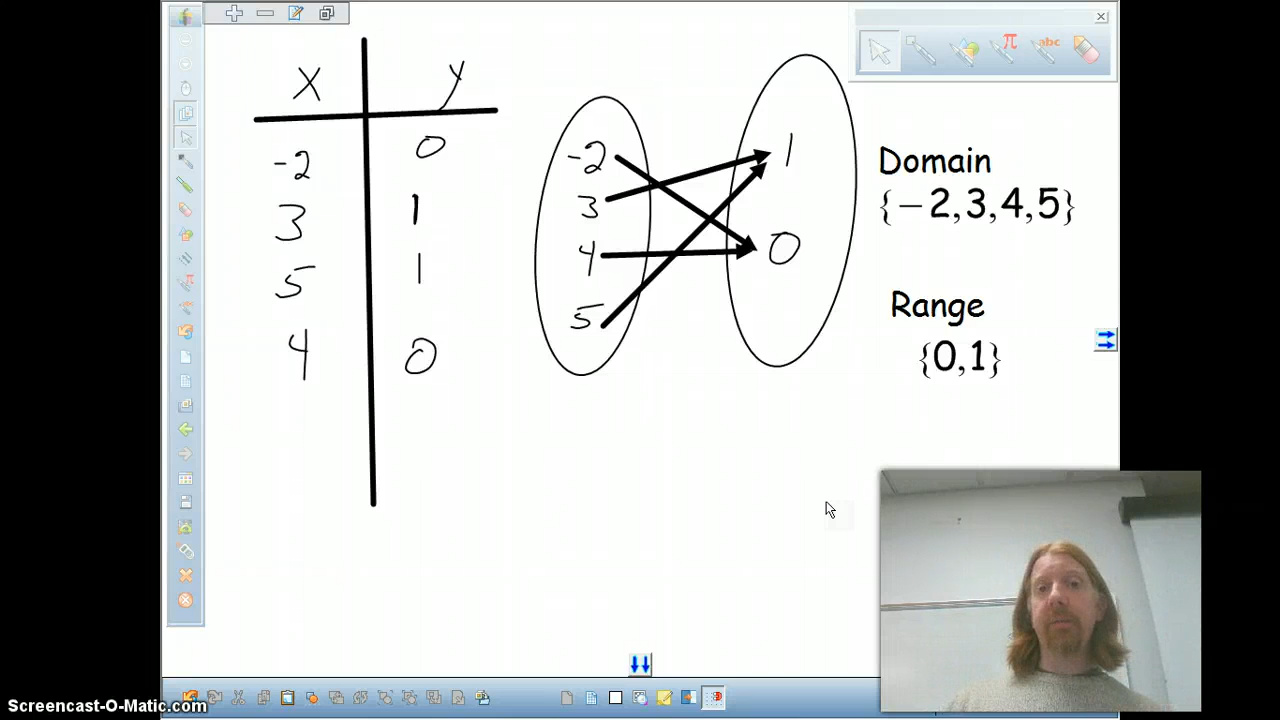 x y
-2 0
3 1
5 1
4 0
-2
3
4
5
1
0
Domain
{−2,3,4,5}
Range
{0,1}
π
abc
Screencast-O-Matic.com